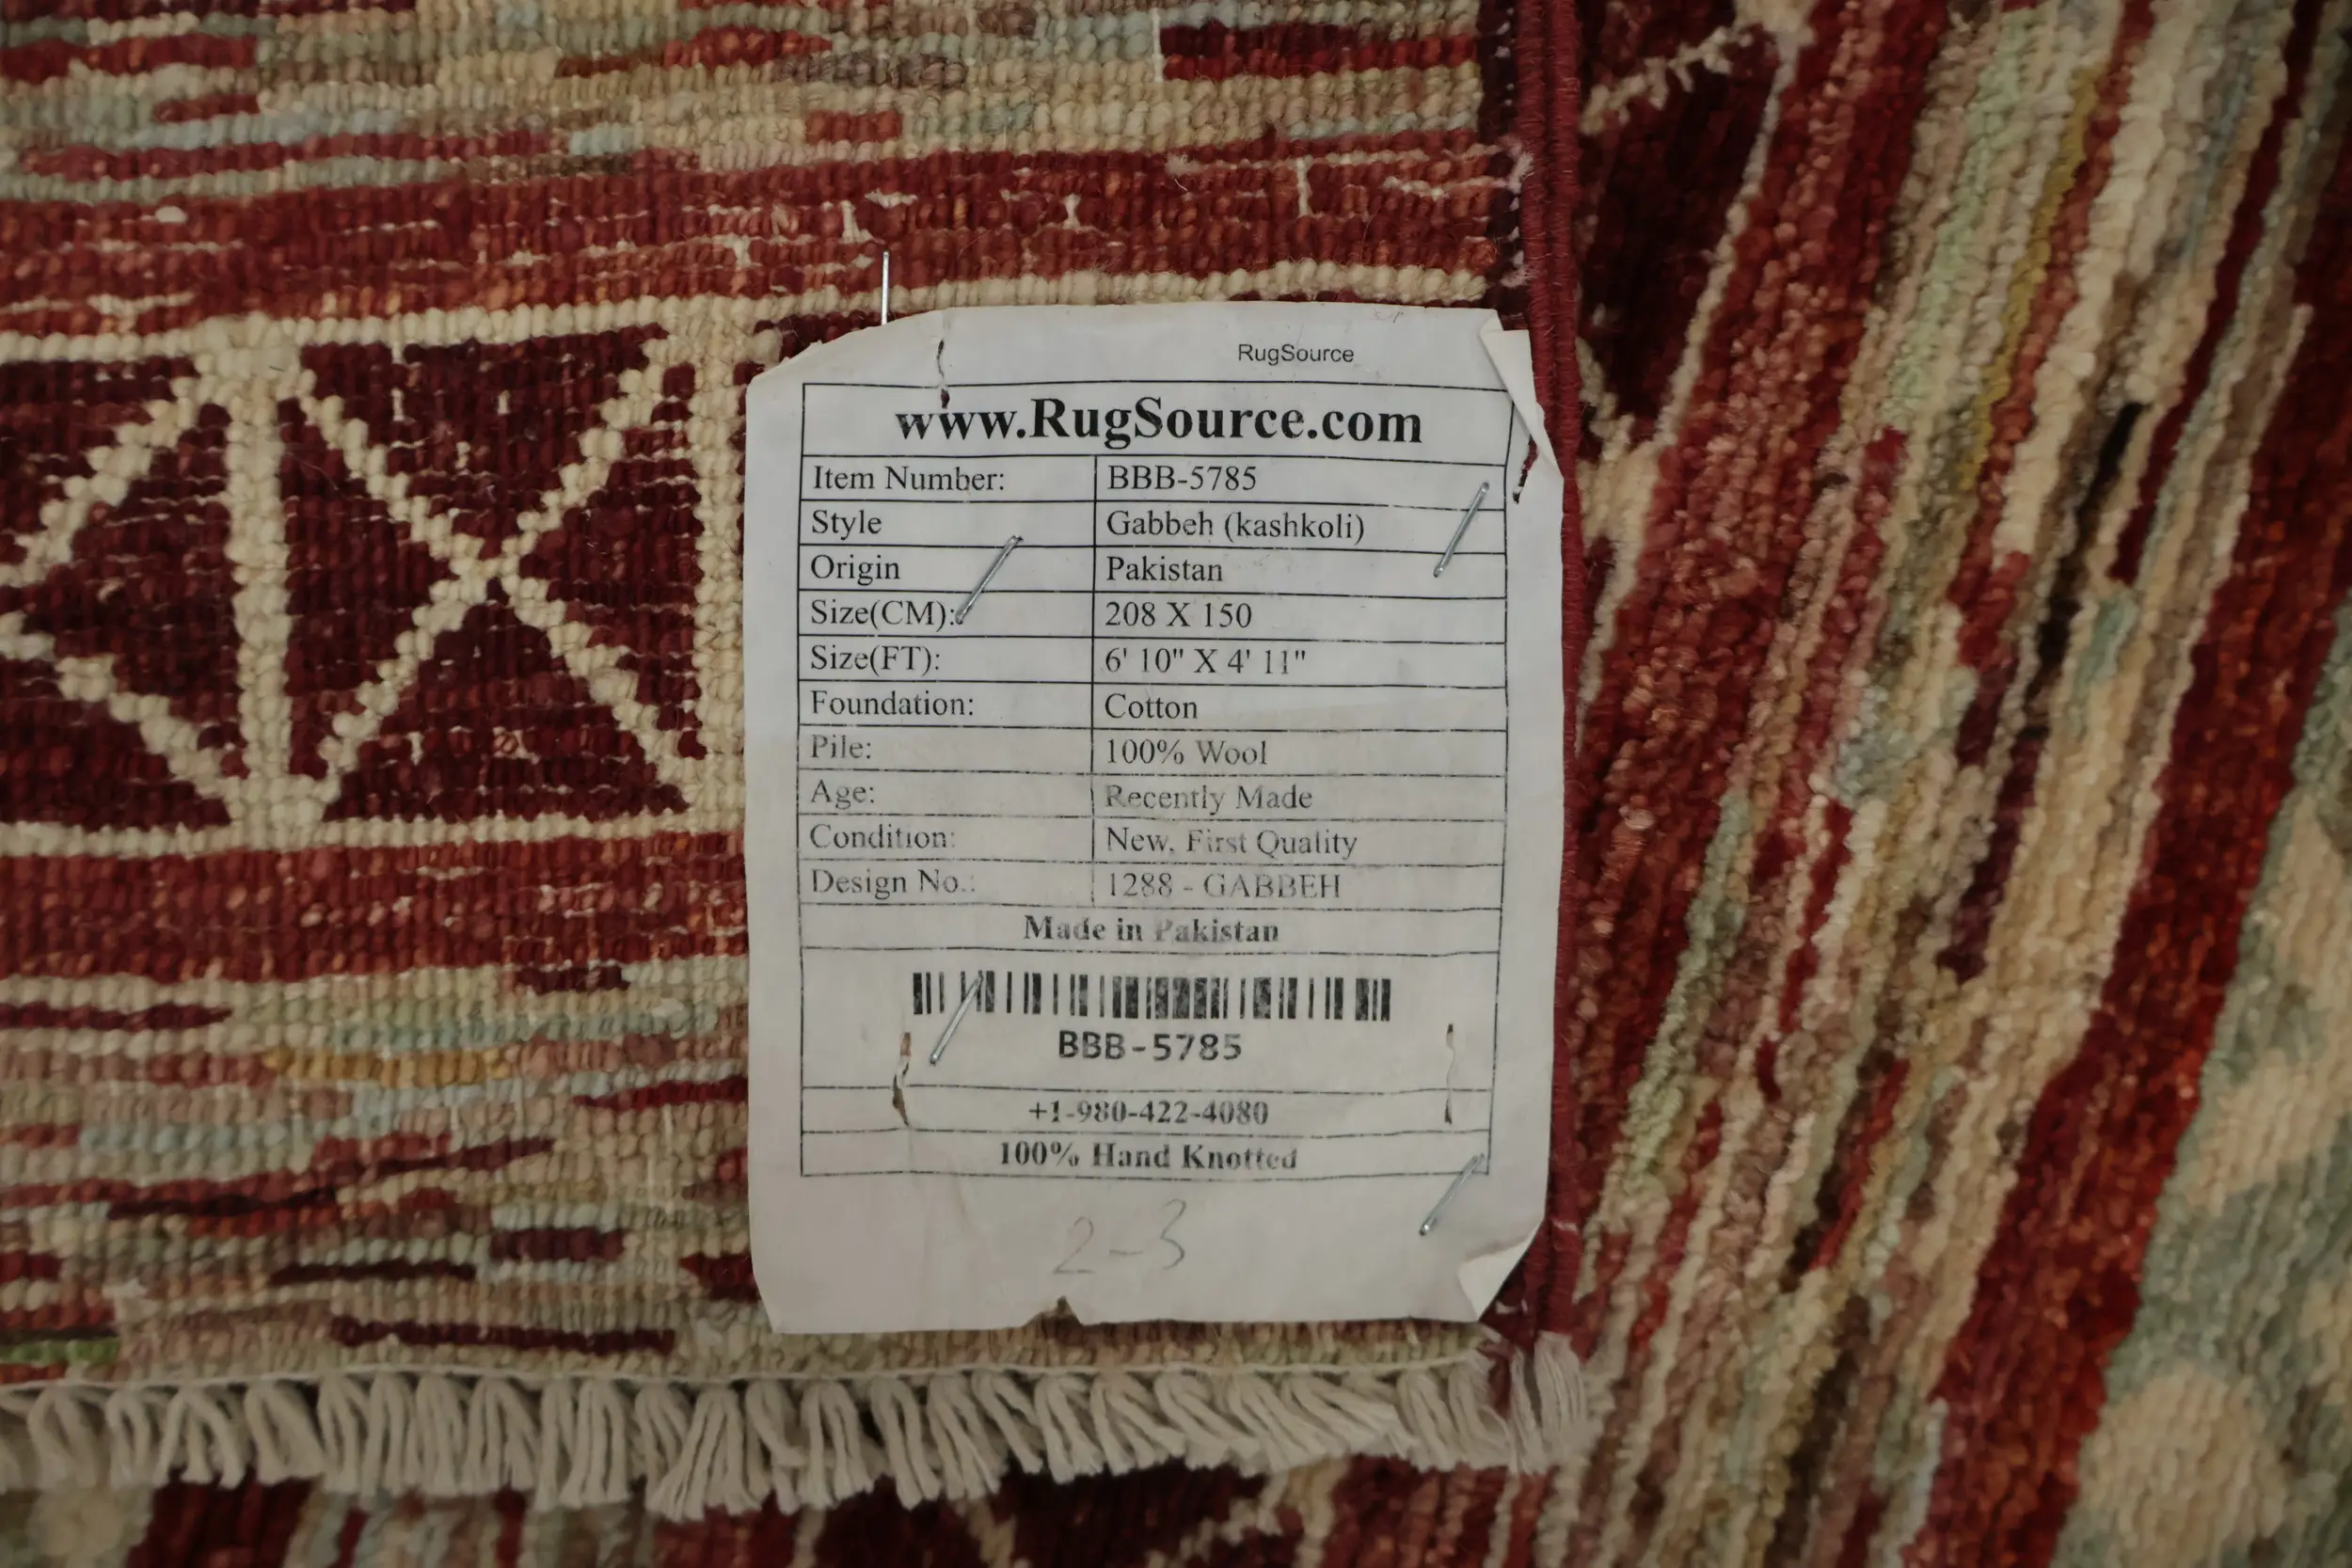 RugSource
www.RugSource.com
Item Number: BBB-5785
Style Gabbeh (kashkoli)
Origin Pakistan
Size(CM): 208 X 150
Size(FT): 6' 10" X 4' 11"
Foundation: Cotton
Pile: 100% Wool
Age: Recently Made
Condition: New, First Quality
Design No.: 1288 - GABBEH
Made in Pakistan
BBB-5785
+1-980-422-4080
100% Hand Knotted
2-3